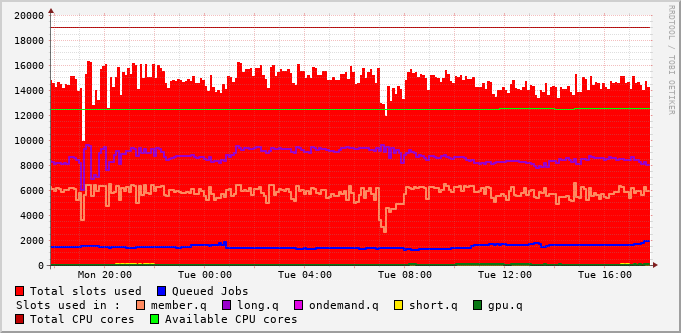 20000
18000
16000
14000
12000
10000
8000
6000
4000
2000
0
Mon 20:00 Tue 00:00 Tue 04:00 Tue 08:00 Tue 12:00 Tue 16:00
Total slots used Queued Jobs
Slots used in : member.q long.q ondemand.q short.q gpu.q
Total CPU cores Available CPU cores
RRDTOOL / TOBI OETIKER